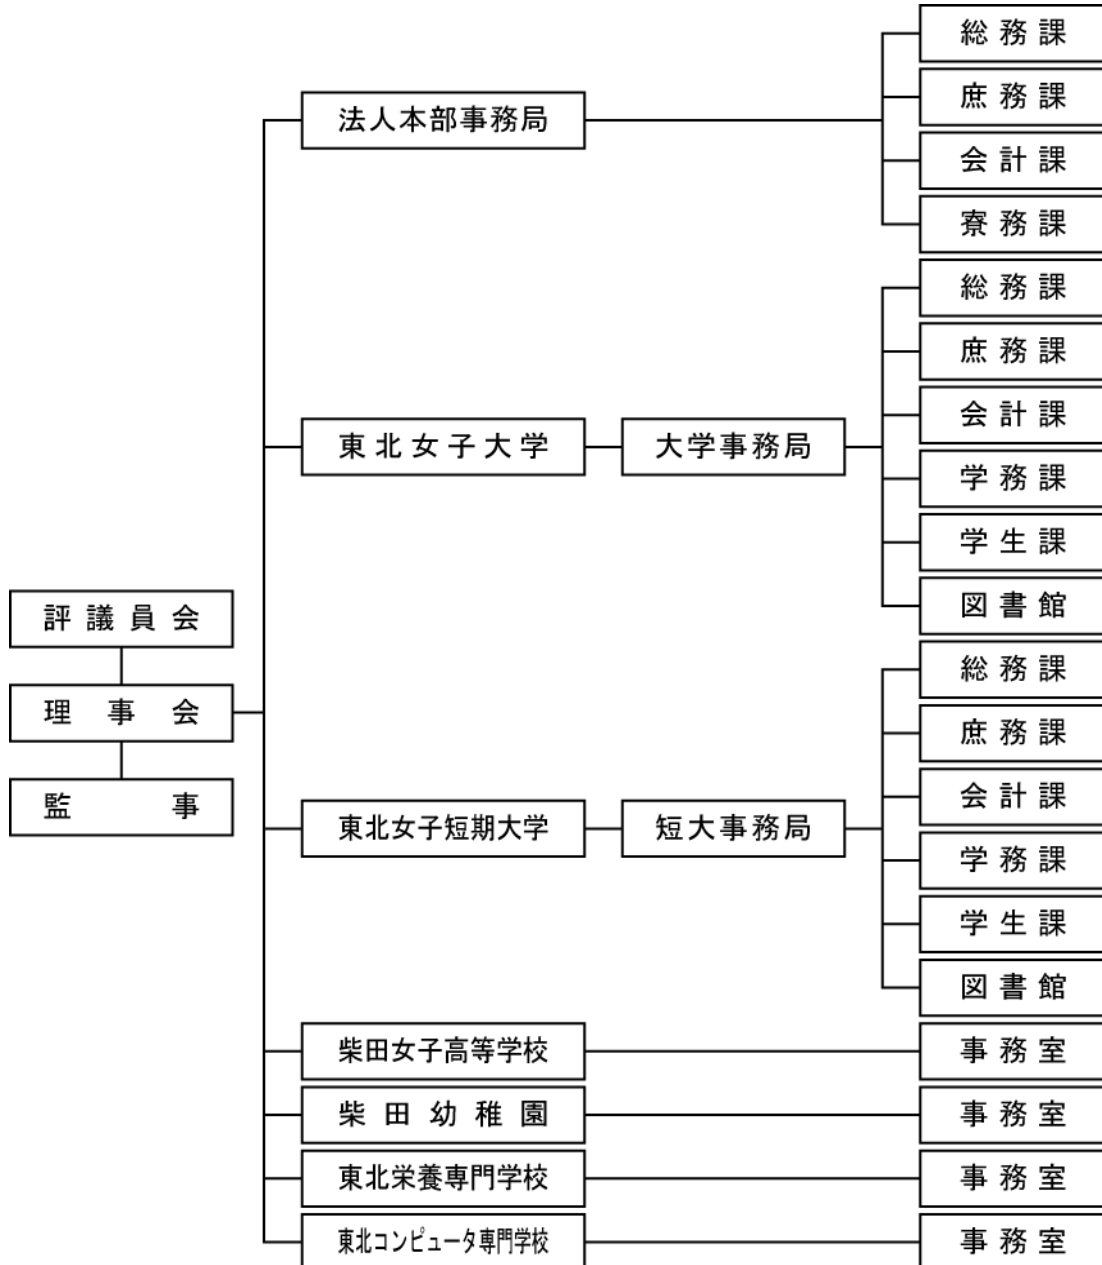 評議員会
理事会
監事
法人本部事務局
総務課
庶務課
会計課
寮務課
東北女子大学
大学事務局
総務課
庶務課
会計課
学務課
学生課
図書館
東北女子短期大学
短大事務局
総務課
庶務課
会計課
学務課
学生課
図書館
柴田女子高等学校
事務室
柴田幼稚園
事務室
東北栄養専門学校
事務室
東北コンピュータ専門学校
事務室